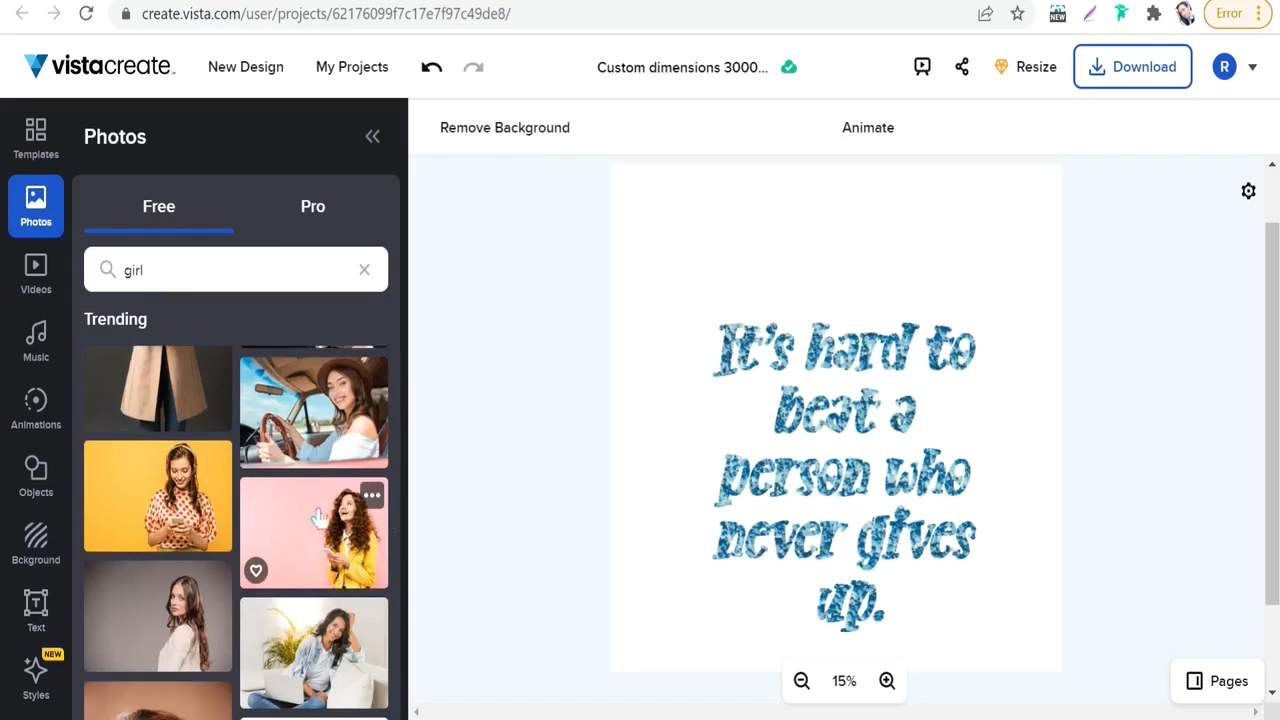 create.vista.com/user/projects/62176099f7c17e7f97c49de8/
NEW
Error
vistacreate
New Design
My Projects
Custom dimensions 3000...
Resize
Download
R
Templates
Photos
Videos
Music
Animations
Objects
Bckground
Text
NEW
Styles
Photos
Free
Pro
girl
Trending
Remove Background
Animate
It's hard to
beat a
person who
never gives
up.
15%
Pages